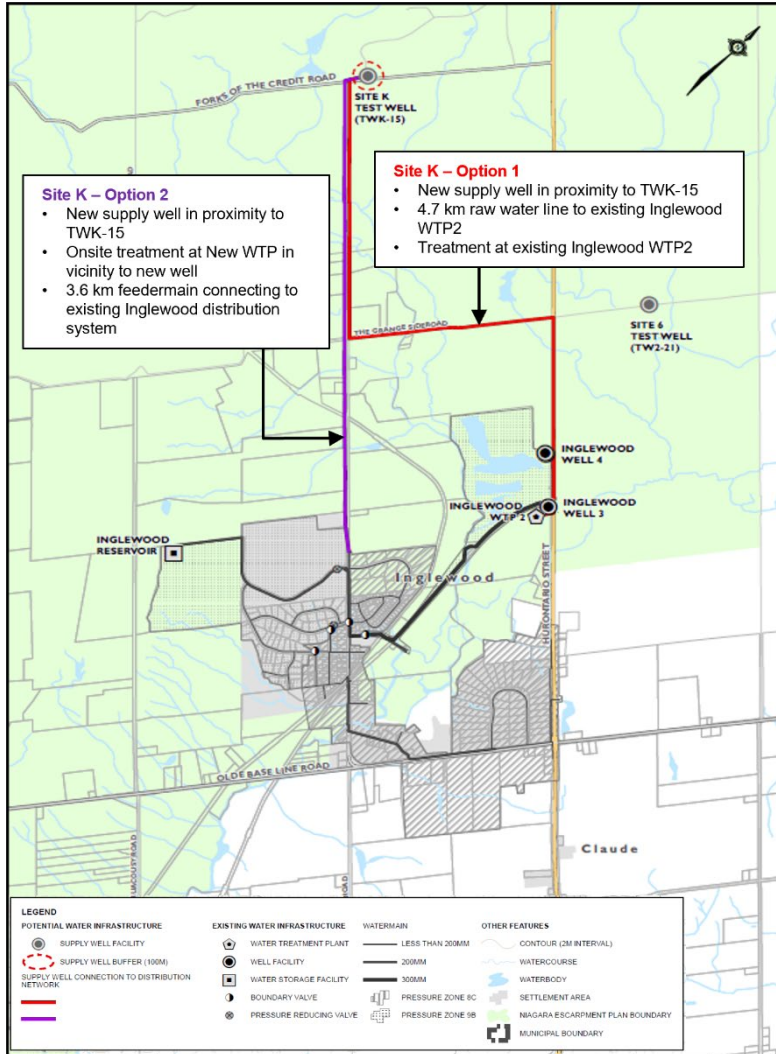 FORKS OF THE CREDIT ROAD
SITE K
TEST WELL
(TWK-15)
9
Site K – Option 2
• New supply well in proximity to
TWK-15
• Onsite treatment at New WTP in
vicinity to new well
• 3.6 km feedermain connecting to
existing Inglewood distribution
system
Site K – Option 1
• New supply well in proximity to TWK-15
• 4.7 km raw water line to existing Inglewood
WTP2
• Treatment at existing Inglewood WTP2
THE GRANGE SIDEROAD
SITE 6
TEST WELL
(TW2-21)
INGLEWOOD
WELL 4
INGLEWOOD
WTP 2
INGLEWOOD
WELL 3
INGLEWOOD
RESERVOIR
Inglewood
HURONTARIO STREET
OLDE BASE LINE ROAD
Claude
ROAD
LEGEND
POTENTIAL WATER INFRASTRUCTURE
SUPPLY WELL FACILITY
SUPPLY WELL BUFFER (100M)
SUPPLY WELL CONNECTION TO DISTRIBUTION
NETWORK
EXISTING WATER INFRASTRUCTURE
WATER TREATMENT PLANT
WELL FACILITY
WATER STORAGE FACILITY
BOUNDARY VALVE
PRESSURE REDUCING VALVE
WATERMAIN
LESS THAN 200MM
200MM
300MM
PRESSURE ZONE 8C
PRESSURE ZONE 9B
OTHER FEATURES
CONTOUR (2M INTERVAL)
WATERCOURSE
WATERBODY
SETTLEMENT AREA
NIAGARA ESCARPMENT PLAN BOUNDARY
MUNICIPAL BOUNDARY